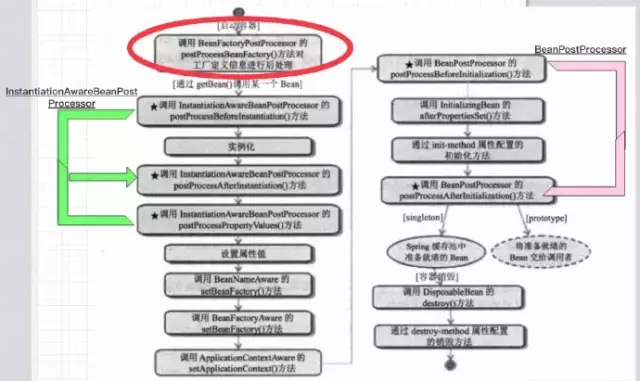 [启动容器]
调用 BeanFactoryPostProcessor 的
postProcessBeanFactory()方法对
工厂定义信息进行后处理
[通过 getBean()调用某一个 Bean]
InstantiationAwareBeanPost
Processor
★调用 InstantiationAwareBeanPostProcessor 的
postProcessBeforeInstantiation()方法
实例化
★调用 InstantiationAwareBeanPostProcessor 的
postProcessAfterInstantiation()方法
★调用 InstantiationAwareBeanPostProcessor 的
postProcessPropertyValues()方法
设置属性值
调用 BeanNameAware 的
setBeanFactory()方法
调用 BeanFactoryAware 的
setBeanFactory()方法
调用 ApplicationContextAware 的
setApplicationContext()方法
BeanPostProcessor
★调用 BeanPostProcessor 的
postProcessBeforeInitialization()方法
调用 InitializingBean 的
afterPropertiesSet()方法
通过 init-method 属性配置的
初始化方法
★调用 BeanPostProcessor 的
postProcessAfterInitialization()方法
[singleton]
[prototype]
Spring 缓存池中
准备就绪的 Bean
将准备就绪的
Bean 交给调用者
[容器销毁]
调用 DisposableBean 的
destroy()方法
通过 destroy-method 属性配置
的销毁方法